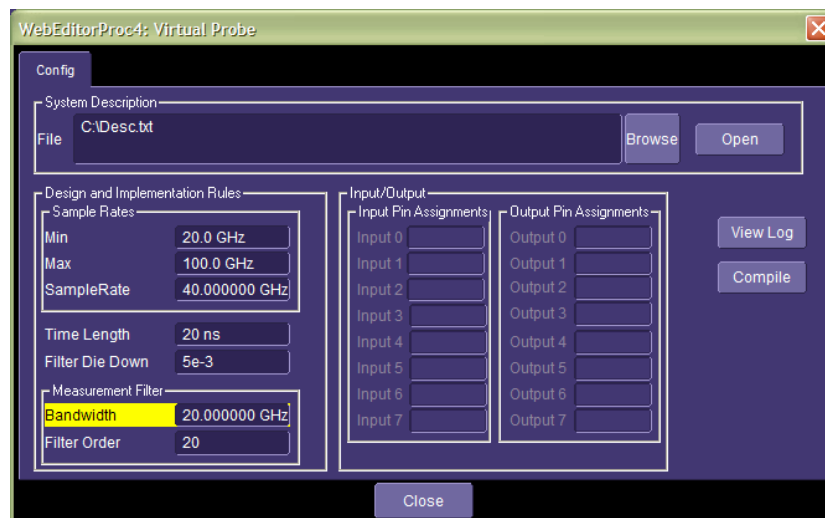 WebEditorProc4: Virtual Probe
Config
System Description
File C:\Desc.txt Browse Open
Design and Implementation Rules
Sample Rates
Min 20.0 GHz
Max 100.0 GHz
SampleRate 40.000000 GHz
Time Length 20 ns
Filter Die Down 5e-3
Measurement Filter
Bandwidth 20.000000 GHz
Filter Order 20
Input/Output
Input Pin Assignments
Input 0
Input 1
Input 2
Input 3
Input 4
Input 5
Input 6
Input 7
Output Pin Assignments
Output 0
Output 1
Output 2
Output 3
Output 4
Output 5
Output 6
Output 7
View Log
Compile
Close